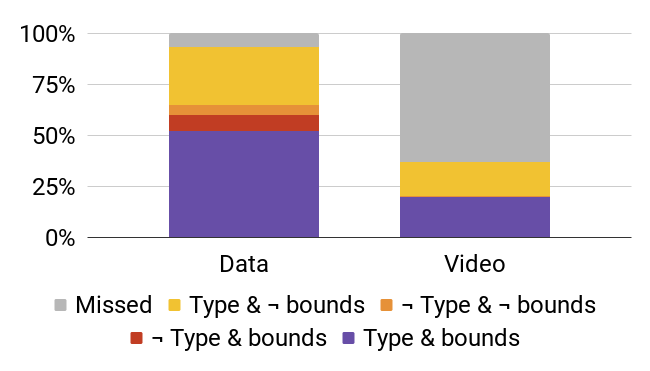 100%
75%
50%
25%
0%
Data Video
Missed Type & ¬ bounds ¬ Type & ¬ bounds
¬ Type & bounds Type & bounds